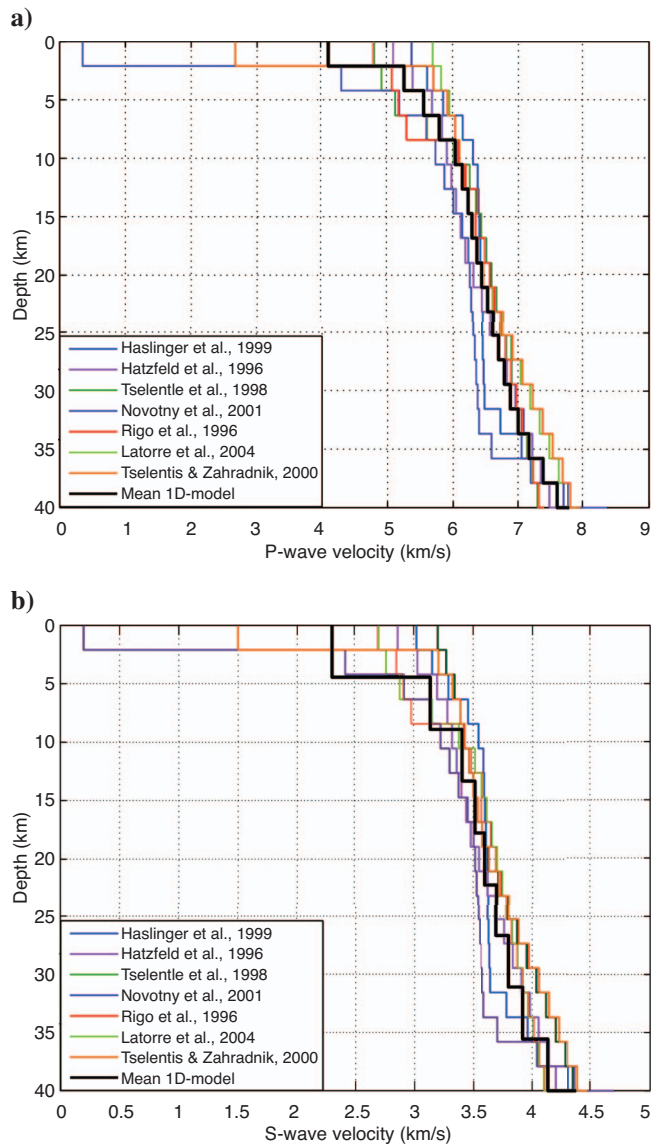 a)
0
5
10
15
20
25
30
35
40
Depth (km)
Haslinger et al., 1999
Hatzfeld et al., 1996
Tselentle et al., 1998
Novotny et al., 2001
Rigo et al., 1996
Latorre et al., 2004
Tselentis & Zahradnik, 2000
Mean 1D-model
0 1 2 3 4 5 6 7 8 9
P-wave velocity (km/s)
b)
0
5
10
15
20
25
30
35
40
Depth (km)
Haslinger et al., 1999
Hatzfeld et al., 1996
Tselentle et al., 1998
Novotny et al., 2001
Rigo et al., 1996
Latorre et al., 2004
Tselentis & Zahradnik, 2000
Mean 1D-model
0 0.5 1 1.5 2 2.5 3 3.5 4 4.5 5
S-wave velocity (km/s)